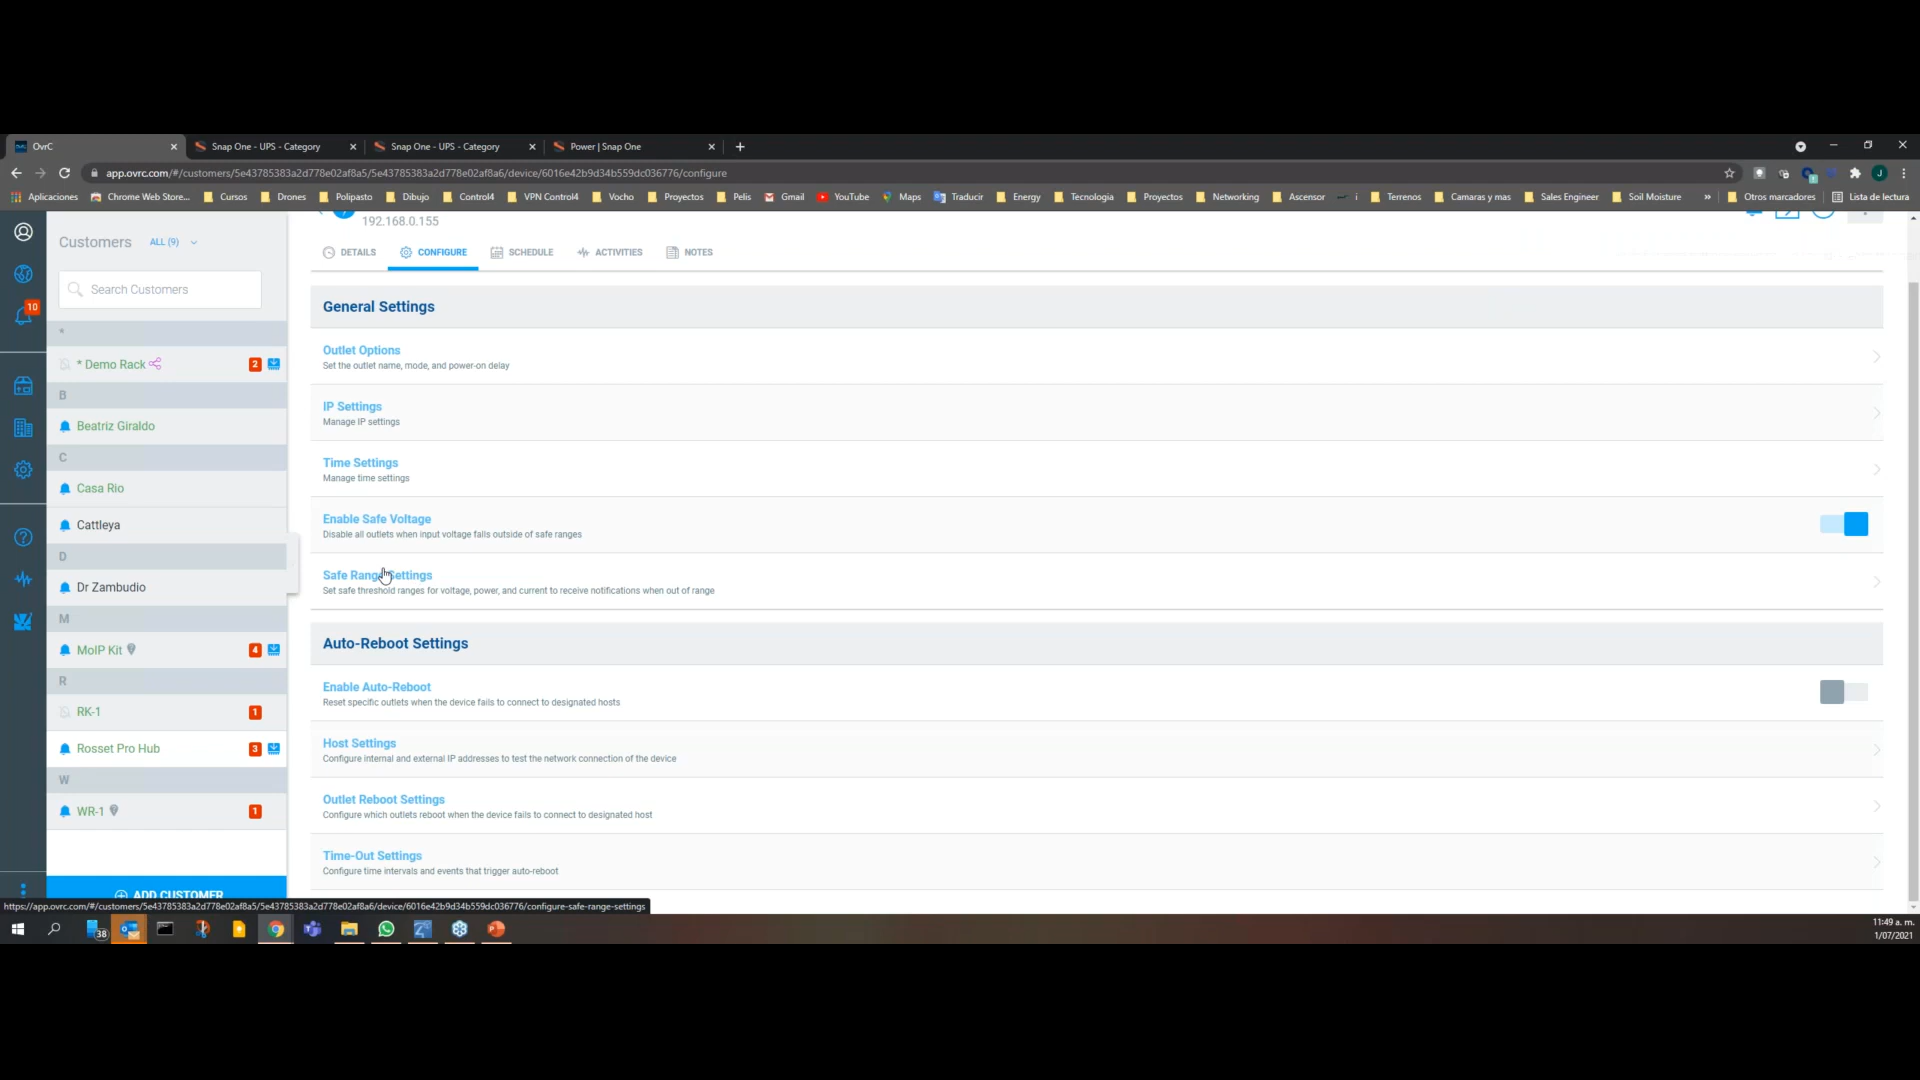 OvrC
Snap One - UPS - Category
Snap One - UPS - Category
Power | Snap One
app.ovrc.com/#/customers/5e43785383a2d778e02af8a5/5e43785383a2d778e02af8a6/device/6016e42b9d34b559dc036776/configure
Aplicaciones
Chrome Web Store...
Cursos
Drones
Polipasto
Dibujo
Control4
VPN Control4
Vocho
Proyectos
Pelis
Gmail
YouTube
Maps
Traducir
Energy
Tecnologia
Proyectos
Networking
Ascensor
i
Terrenos
Camaras y mas
Sales Engineer
Soil Moisture
»
Otros marcadores
Lista de lectura
10
Customers
ALL (9)
Search Customers
*
* Demo Rack
2
B
Beatriz Giraldo
C
Casa Rio
Cattleya
D
Dr Zambudio
M
MoIP Kit
4
R
RK-1
1
Rosset Pro Hub
3
W
WR-1
1
ADD CUSTOMER
192.168.0.155
DETAILS
CONFIGURE
SCHEDULE
ACTIVITIES
NOTES
General Settings
Outlet Options
Set the outlet name, mode, and power-on delay
IP Settings
Manage IP settings
Time Settings
Manage time settings
Enable Safe Voltage
Disable all outlets when input voltage falls outside of safe ranges
Safe Range Settings
Set safe threshold ranges for voltage, power, and current to receive notifications when out of range
Auto-Reboot Settings
Enable Auto-Reboot
Reset specific outlets when the device fails to connect to designated hosts
Host Settings
Configure internal and external IP addresses to test the network connection of the device
Outlet Reboot Settings
Configure which outlets reboot when the device fails to connect to designated host
Time-Out Settings
Configure time intervals and events that trigger auto-reboot
https://app.ovrc.com/#/customers/5e43785383a2d778e02af8a5/5e43785383a2d778e02af8a6/device/6016e42b9d34b559dc036776/configure-safe-range-settings
38
11:49 a. m.
1/07/2021